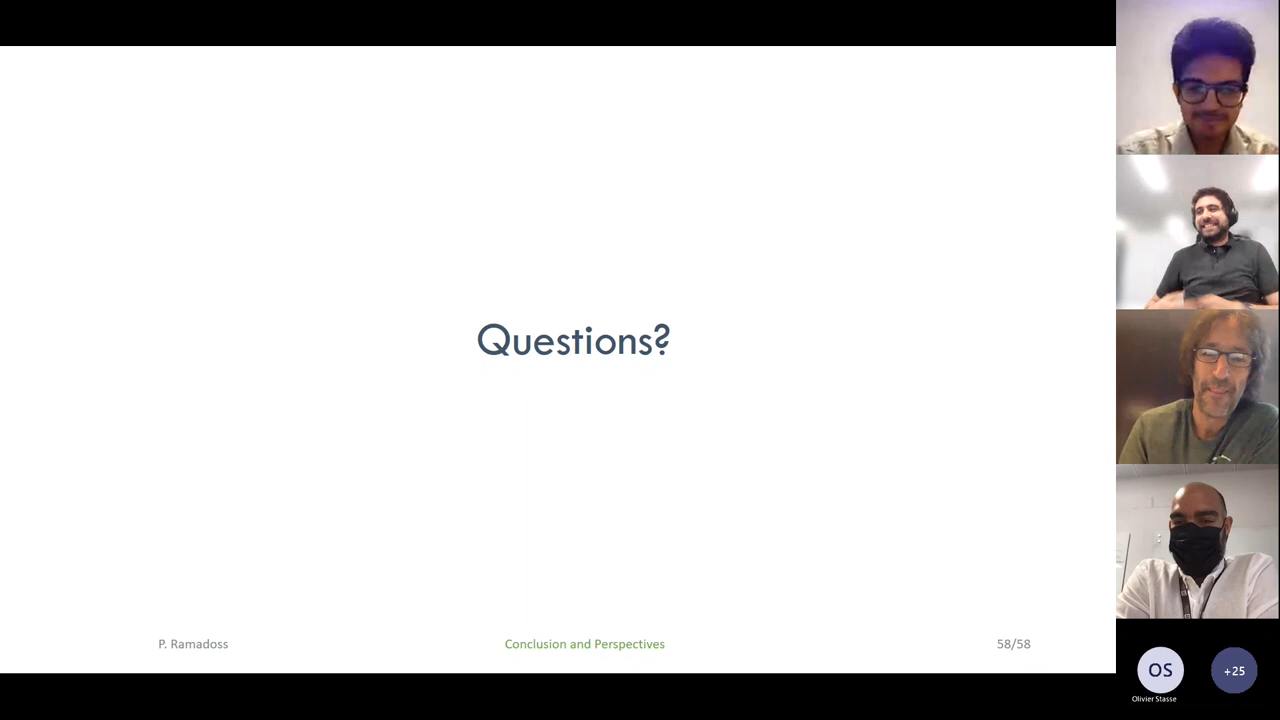 Questions?
P. Ramadoss
Conclusion and Perspectives
58/58
OS
+25
Olivier Stasse